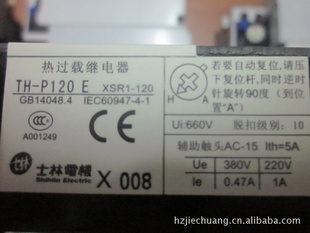 热过载继电器
TH-P120 E XSR1-120
GB14048.4 IEC60947-4-1
CCC
A001249
士林電機
Shihlin Electric
X 008
H A
若要自动复位,请压
下复位杆,同时逆时
针旋转90度(到位置
"A")
Ui:660V 脱扣级别:10
辅助触头AC-15 Ith=5A
Ue 380V 220V
Ie 0.47A 1A
hzjiechuang.taobao.com